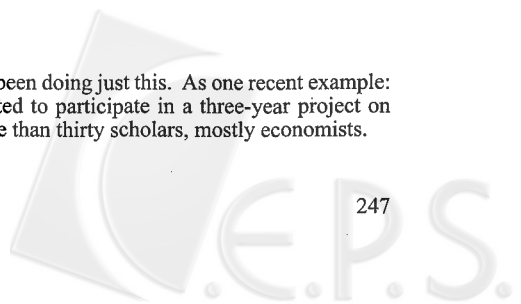 been doing just this. As one recent example:
ted to participate in a three-year project on
e than thirty scholars, mostly economists.
247
C.E.P.S.